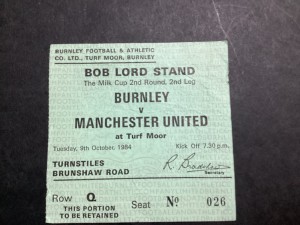 BURNLEY FOOTBALL & ATHLETIC
CO. LTD., TURF MOOR, BURNLEY
BOB LORD STAND
The Milk Cup 2nd Round, 2nd Leg
BURNLEY
v
MANCHESTER UNITED
at Turf Moor
Tuesday, 9th October, 1984 Kick Off 7.30 p.m.
TURNSTILES
BRUNSHAW ROAD
Secretary
Row Q
THIS PORTION
TO BE RETAINED
Seat No 026